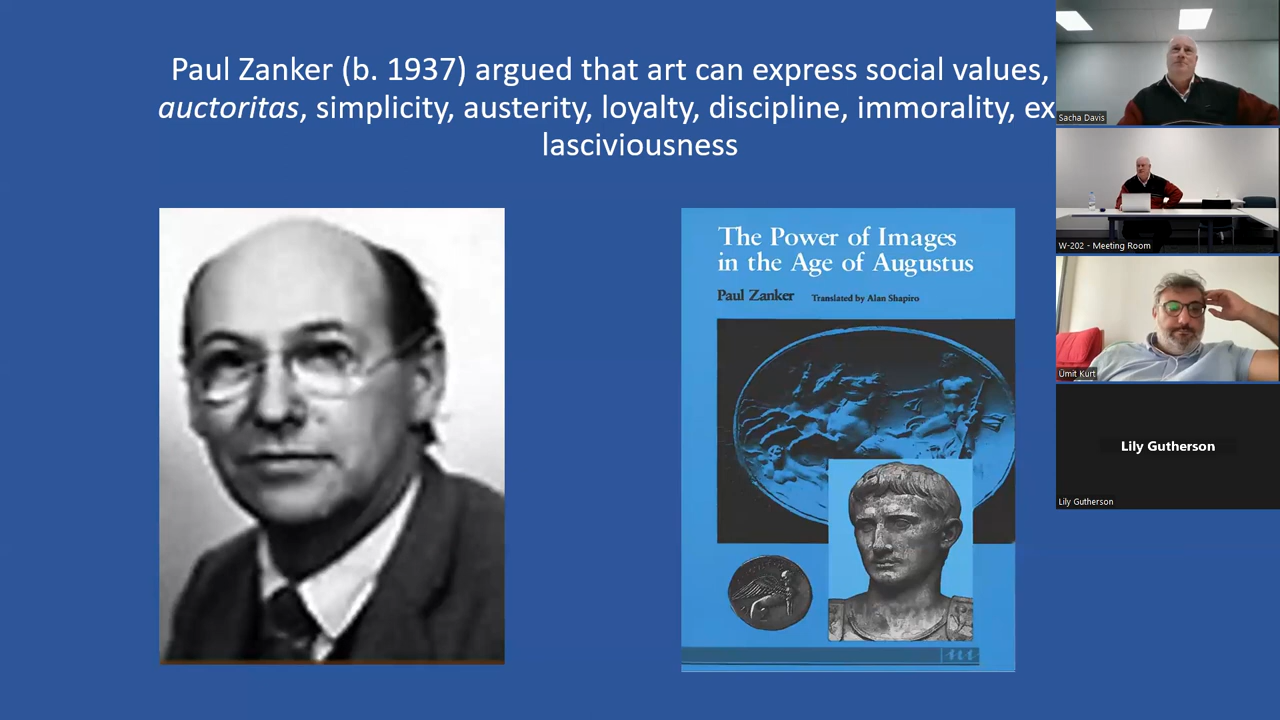 Paul Zanker (b. 1937) argued that art can express social values,
auctoritas, simplicity, austerity, loyalty, discipline, immorality, ex
lasciviousness
The Power of Images
in the Age of Augustus
Paul Zanker Translated by Alan Shapiro
Sacha Davis
W-202 - Meeting Room
Ümit Kurt
Lily Gutherson
Lily Gutherson